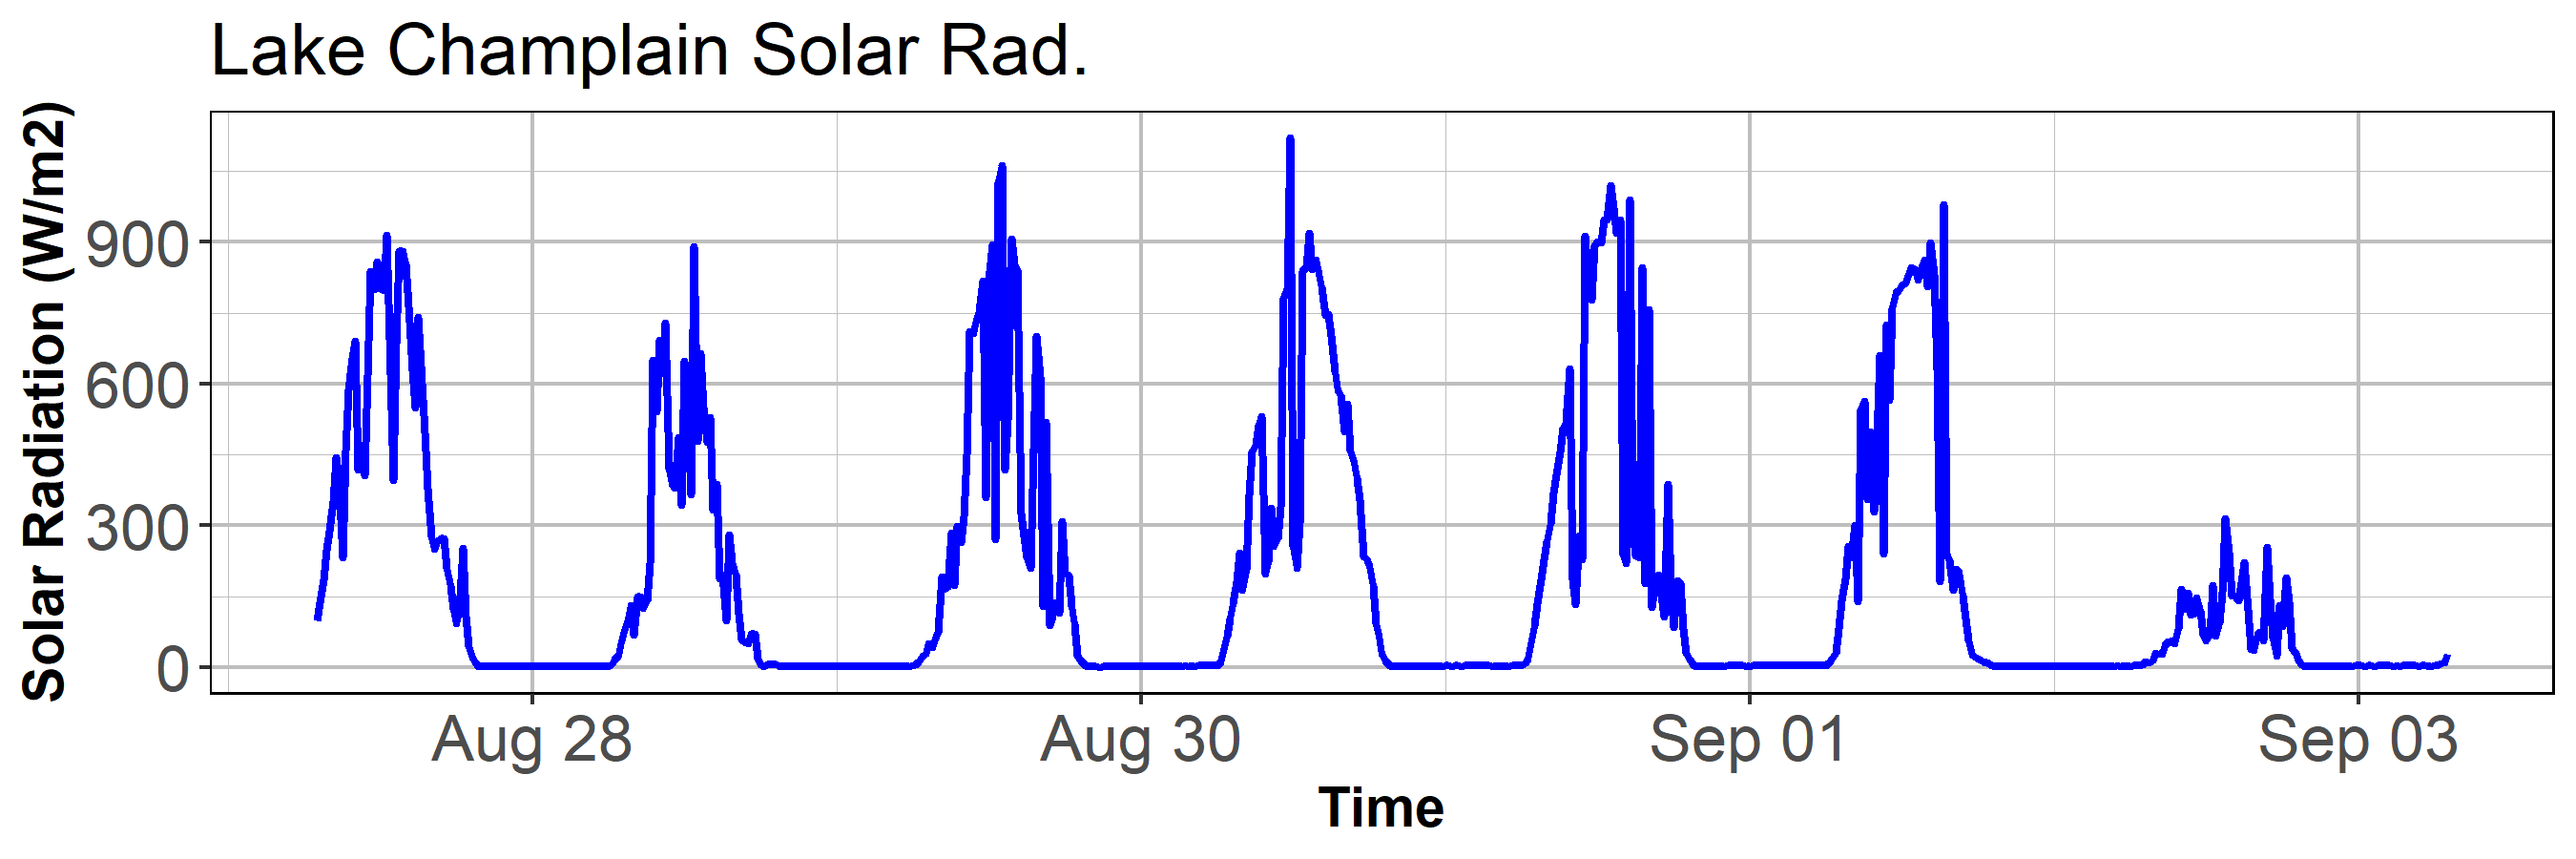 Lake Champlain Solar Rad.
Solar Radiation (W/m2)
900
600
300
0
Aug 28 Aug 30 Sep 01 Sep 03
Time